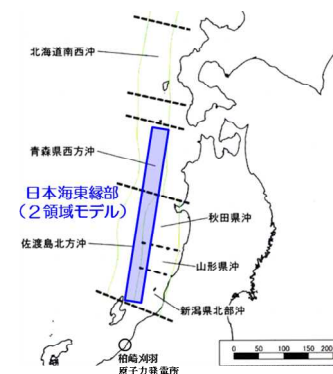 北海道南西沖
青森県西方沖
日本海東縁部
(2領域モデル)
秋田県沖
佐渡島北方沖
山形県沖
新潟県北部沖
柏崎刈羽
原子力発電所
0 50 100 150 200